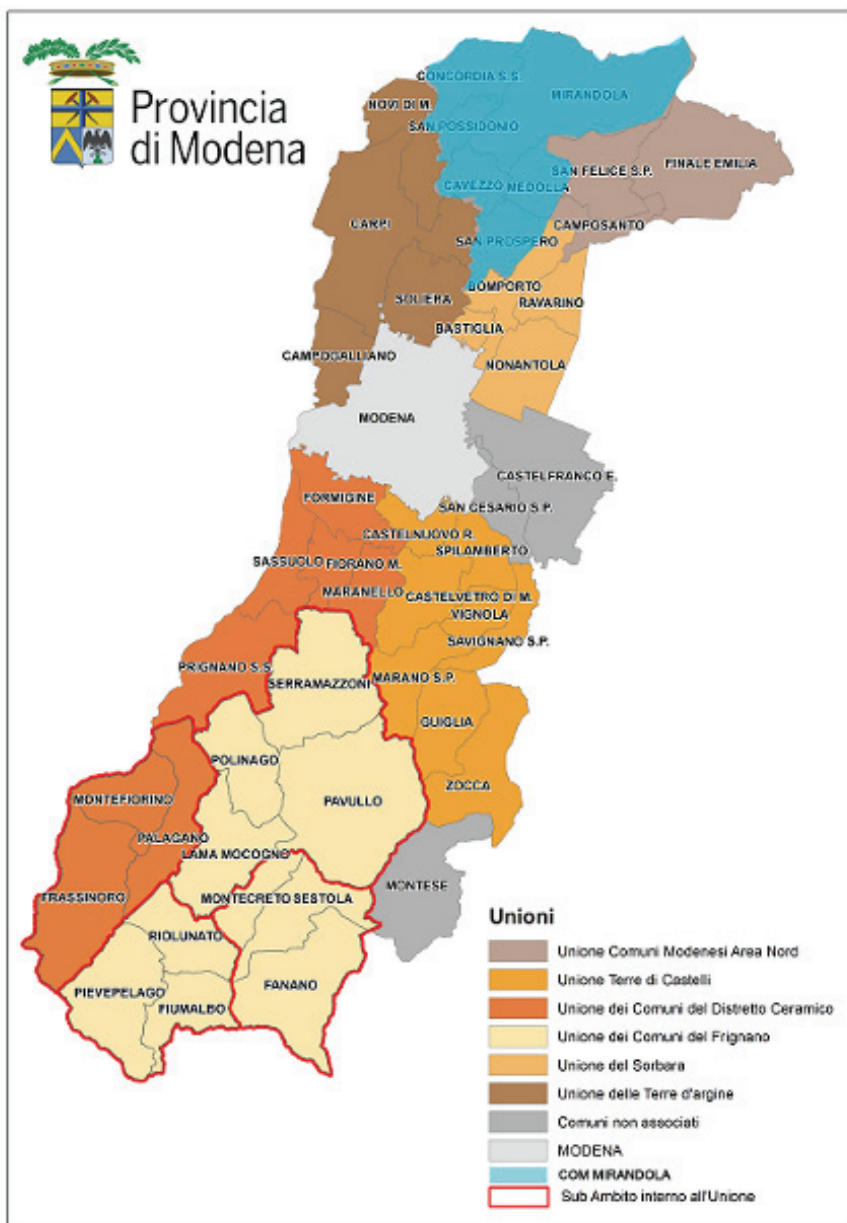 Provincia
di Modena
CONCORDIA S.S.
MIRANDOLA
NOVI DI M.
SAN POSSIDONIO
SAN FELICE S.P.
FINALE EMILIA
CAVEZZO
MEDOLLA
CARPI
CAMPOSANTO
SAN PROSPERO
BOMPORTO
SOLIERA
RAVARINO
BASTIGLIA
CAMPOGALLIANO
NONANTOLA
MODENA
CASTELFRANCO E.
FORMIGINE
SAN CESARIO S.P.
CASTELNUOVO R.
SPILAMBERTO
SASSUOLO
FIORANO M.
MARANELLO
CASTELVETRO DI M.
VIGNOLA
SAVIGNANO S.P.
PRIGNANO S.S.
SERRAMAZZONI
MARANO S.P.
GUIGLIA
POLINAGO
ZOCCA
MONTEFIORINO
PAVULLO
PALAGANO
LAMA MOCOGNO
MONTESE
FRASSINORO
MONTECRETO
SESTOLA
RIOLUNATO
PIEVEPELAGO
FANANO
FIUMALBO
Unioni
Unione Comuni Modenesi Area Nord
Unione Terre di Castelli
Unione dei Comuni del Distretto Ceramico
Unione dei Comuni del Frignano
Unione del Sorbara
Unione delle Terre d'argine
Comuni non associati
MODENA
COM MIRANDOLA
Sub Ambito interno all'Unione